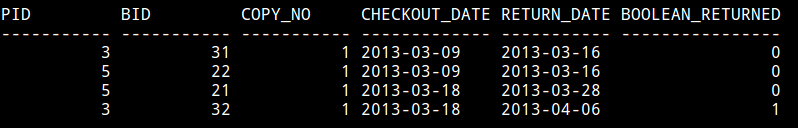 PID BID COPY_NO CHECKOUT_DATE RETURN_DATE BOOLEAN_RETURNED
----------- ----------- ----------- ------------- ----------- ----------------
3 31 1 2013-03-09 2013-03-16 0
5 22 1 2013-03-09 2013-03-16 0
5 21 1 2013-03-18 2013-03-28 0
3 32 1 2013-03-18 2013-04-06 1